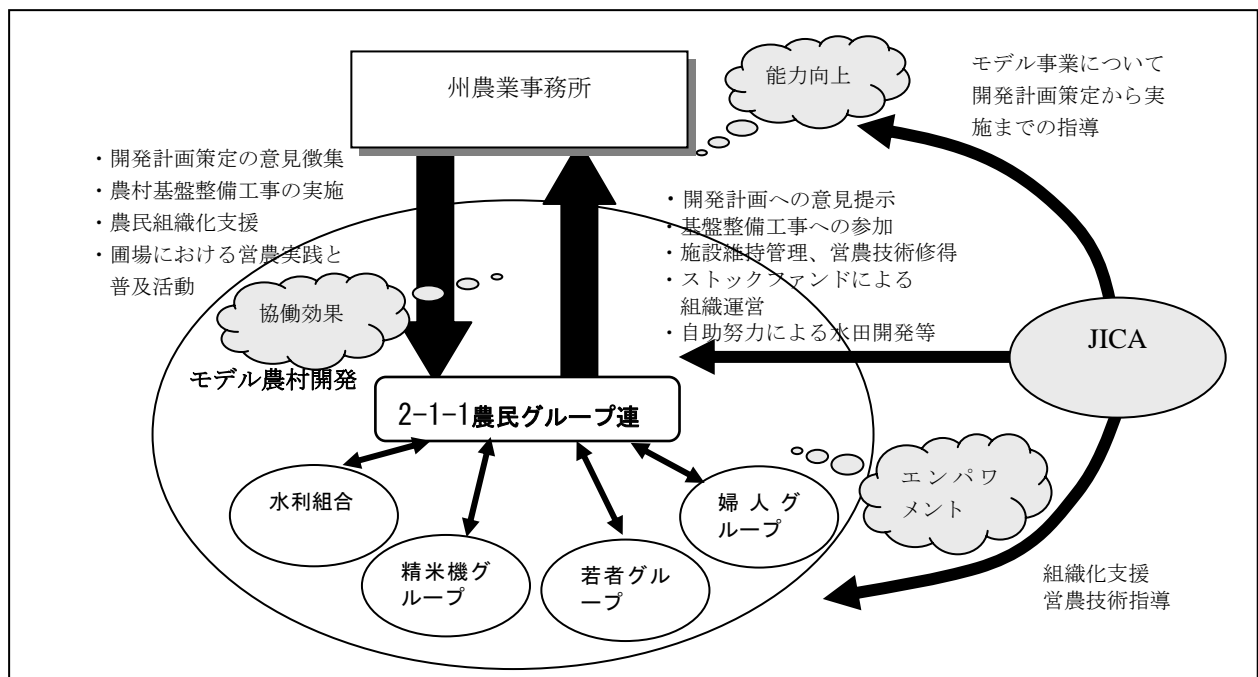 州農業事務所
能力向上
モデル事業について
開発計画策定から実
施までの指導
・開発計画策定の意見徴集
・農村基盤整備工事の実施
・農民組織化支援
・圃場における営農実践と
普及活動
・開発計画への意見提示
・基盤整備工事への参加
・施設維持管理、営農技術修得
・ストックファンドによる
組織運営
・自助努力による水田開発等
協働効果
モデル農村開発
JICA
2-1-1農民グループ連
水利組合
精米機グ
ループ
若者グル
ープ
婦人グ
ループ
エンパワ
メント
組織化支援
営農技術指導